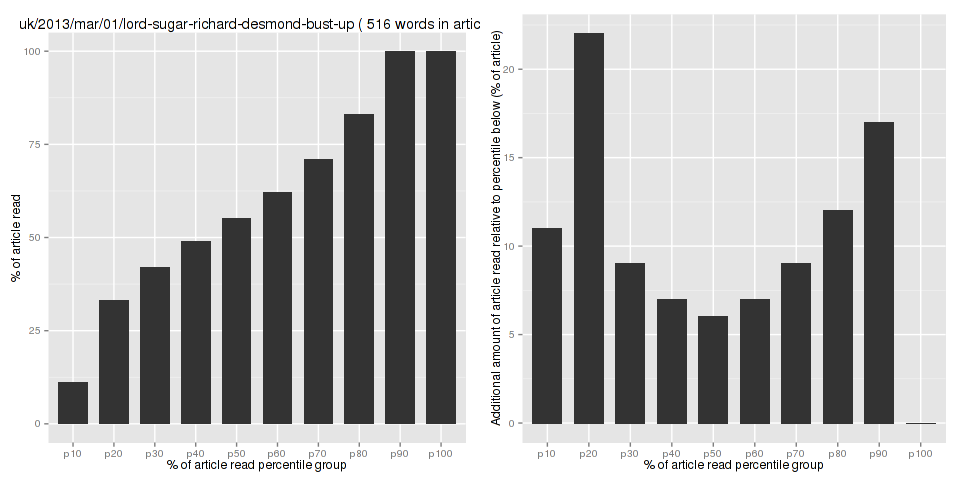 uk/2013/mar/01/lord-sugar-richard-desmond-bust-up ( 516 words in artic
100
75
50
25
0
% of article read
p10 p20 p30 p40 p50 p60 p70 p80 p90 p100
% of article read percentile group
20
15
10
5
0
Additional amount of article read relative to percentile below (% of article)
p10 p20 p30 p40 p50 p60 p70 p80 p90 p100
% of article read percentile group